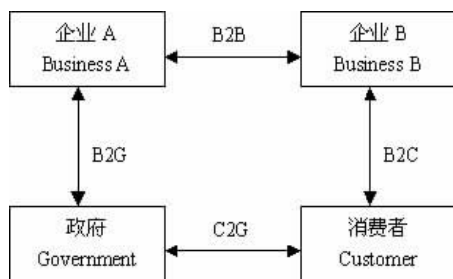 企业 A
Business A
B2B
企业 B
Business B
B2G
B2C
政府
Government
C2G
消费者
Customer